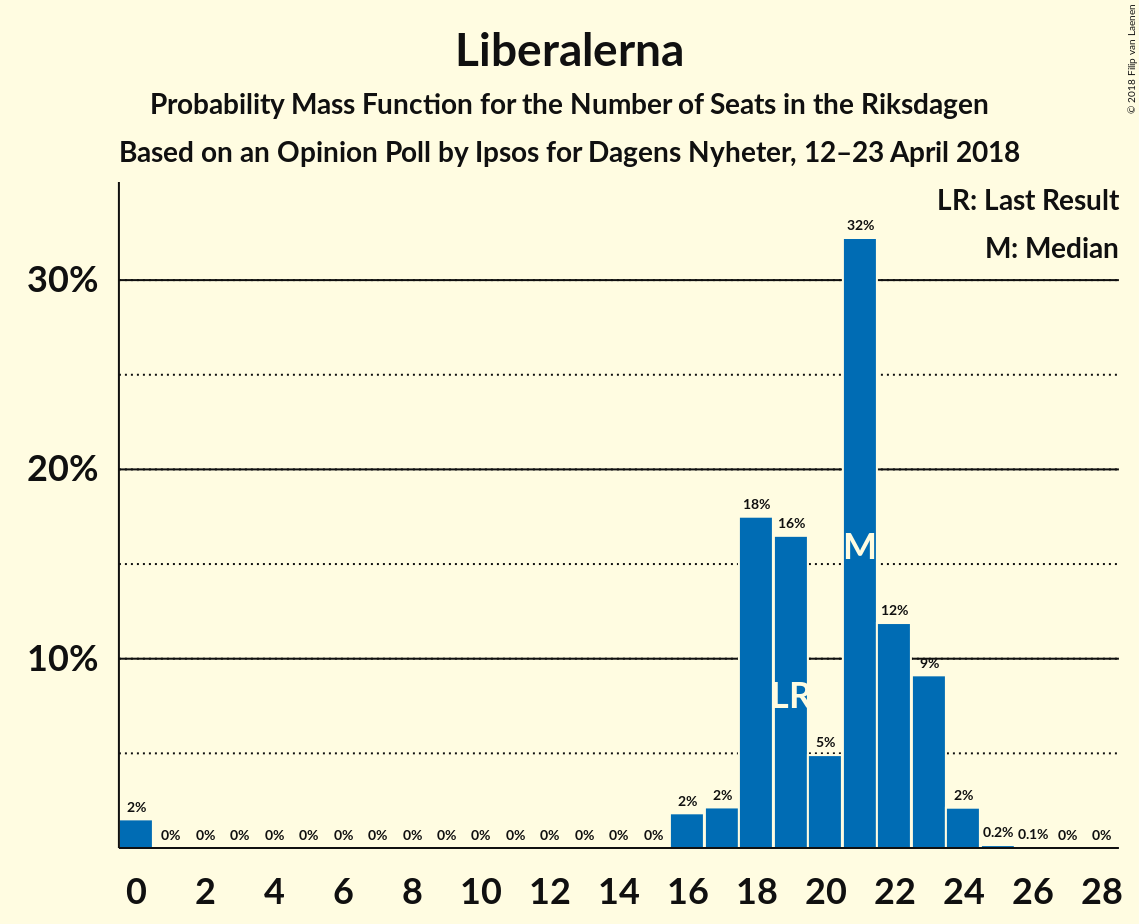 Liberalerna
Probability Mass Function for the Number of Seats in the Riksdagen
Based on an Opinion Poll by Ipsos for Dagens Nyheter, 12–23 April 2018
© 2018 Filip van Laenen
LR: Last Result
M: Median
30%
20%
10%
2% 0% 0% 0% 0% 0% 0% 0% 0% 0% 0% 0% 0% 0% 0% 0% 2% 2% 18% 16% 5% 32% 12% 9% 2% 0.2% 0.1% 0% 0%
LR
M
0 2 4 6 8 10 12 14 16 18 20 22 24 26 28